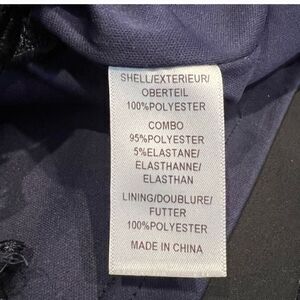 SHELL/EXTERIEUR/
OBERTEIL
100%POLYESTER
COMBO
95%POLYESTER
5%ELASTANE/
ELASTHANNE/
ELASTHAN
LINING/DOUBLURE/
FUTTER
100%POLYESTER
MADE IN CHINA